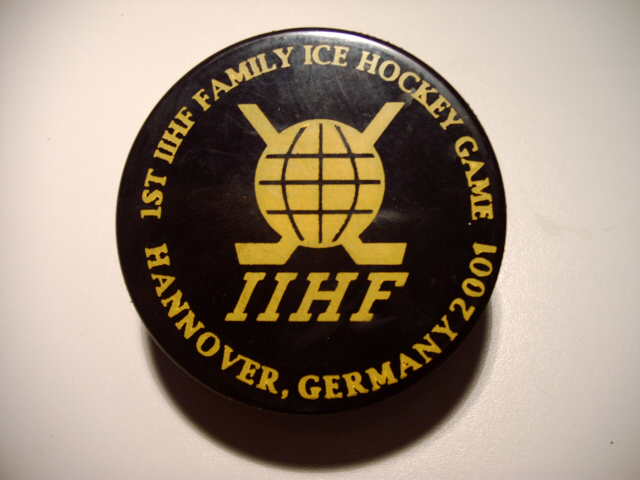 1ST IIHF FAMILY ICE HOCKEY GAME
IIHF
HANNOVER, GERMANY 2001